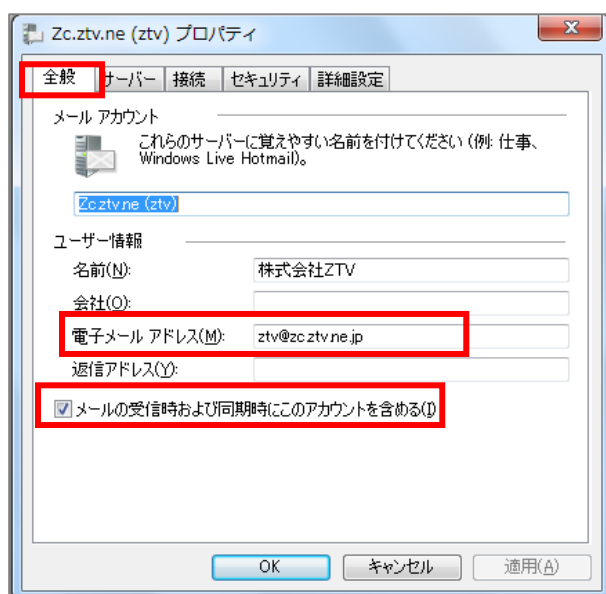 Zc.ztv.ne (ztv) プロパティ
全般 サーバー 接続 セキュリティ 詳細設定
メール アカウント
これらのサーバーに覚えやすい名前を付けてください (例: 仕事、
Windows Live Hotmail)。
Zc.ztv.ne (ztv)
ユーザー情報
名前(N): 株式会社ZTV
会社(O):
電子メール アドレス(M): ztv@zc.ztv.ne.jp
返信アドレス(Y):
メールの受信時および同期時にこのアカウントを含める(I)
OK キャンセル 適用(A)